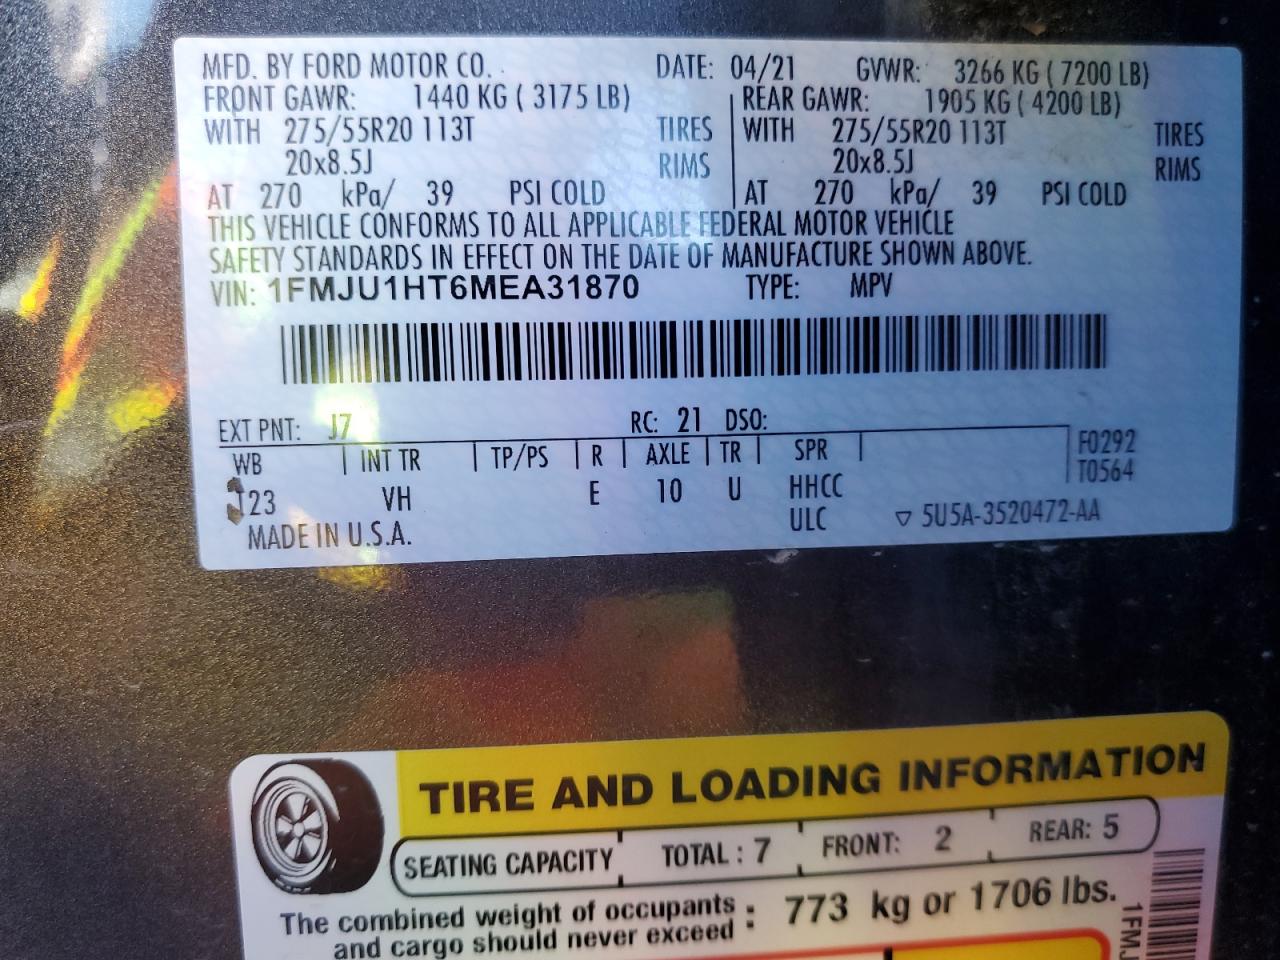 MFD. BY FORD MOTOR CO. DATE: 04/21 GVWR: 3266 KG ( 7200 LB)
FRONT GAWR: 1440 KG ( 3175 LB) REAR GAWR: 1905 KG ( 4200 LB)
WITH 275/55R20 113T TIRES WITH 275/55R20 113T TIRES
20x8.5J RIMS 20x8.5J RIMS
AT 270 kPa/ 39 PSI COLD AT 270 kPa/ 39 PSI COLD
THIS VEHICLE CONFORMS TO ALL APPLICABLE FEDERAL MOTOR VEHICLE
SAFETY STANDARDS IN EFFECT ON THE DATE OF MANUFACTURE SHOWN ABOVE.
VIN: 1FMJU1HT6MEA31870 TYPE: MPV
EXT PNT: J7 RC: 21 DSO:
WB INT TR TP/PS R AXLE TR SPR F0292
T0564
123 VH E 10 U HHCC
ULC ▽ 5U5A-3520472-AA
MADE IN U.S.A.
TIRE AND LOADING INFORMATION
SEATING CAPACITY TOTAL : 7 FRONT: 2 REAR: 5
The combined weight of occupants
and cargo should never exceed : 773 kg or 1706 lbs.
1FMJ